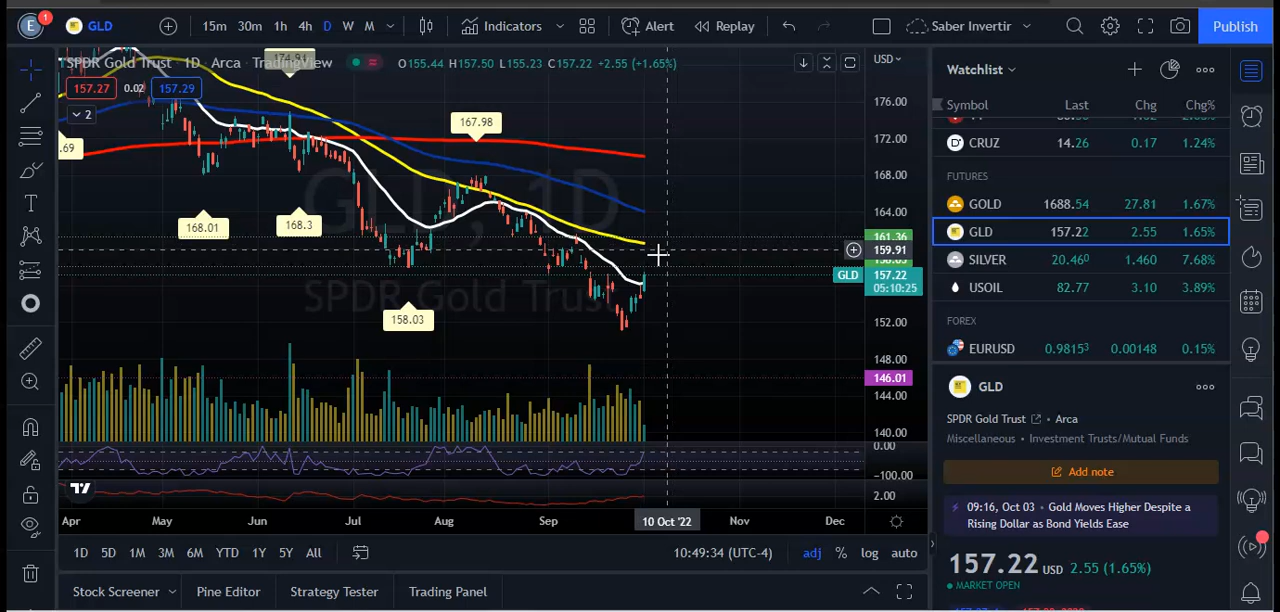 E 1 GLD 15m 30m 1h 4h D W M Indicators Alert Replay Saber Invertir Publish
SPDR Gold Trust · 1D · Arca · TradingView O155.44 H157.50 L155.23 C157.22 +2.55 (+1.65%) USD
157.27 0.02 157.29
2
.69
168.01
168.3
158.03
167.98
GLD, 1D
SPDR Gold Trust
176.00
172.00
168.00
164.00
161.36
159.91
GLD 157.22
05:10:25
152.00
148.00
146.01
144.00
140.00
0.00
−100.00
2.00
Apr May Jun Jul Aug Sep 10 Oct '22 Nov Dec
1D 5D 1M 3M 6M YTD 1Y 5Y All 10:49:34 (UTC-4) adj % log auto
Stock Screener Pine Editor Strategy Tester Trading Panel
Watchlist
Symbol Last Chg Chg%
CRUZ 14.26 0.17 1.24%
FUTURES
GOLD 1688.54 27.81 1.67%
GLD 157.22 2.55 1.65%
SILVER 20.460 1.460 7.68%
USOIL 82.77 3.10 3.89%
FOREX
EURUSD 0.98153 0.00148 0.15%
GLD
SPDR Gold Trust · Arca
Miscellaneous · Investment Trusts/Mutual Funds
Add note
09:16, Oct 03 · Gold Moves Higher Despite a
Rising Dollar as Bond Yields Ease
157.22 USD 2.55 (1.65%)
MARKET OPEN